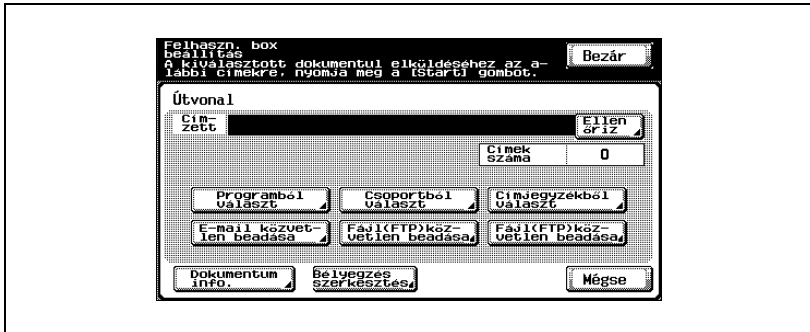 Felhaszn. box
beállítás
A kiválasztott dokumentul elküldéséhez az a-
lábbi címekre, nyomja meg a [Start] gombot.
Bezár
Útvonal
Cím-
zett
Ellen
őriz
Címek
száma
0
Programból
választ
Csoportból
választ
Címjegyzékből
választ
E-mail közvet-
len beadása
Fájl(FTP)köz-
vetlen beadása
Fájl(FTP)köz-
vetlen beadása
Dokumentum
info.
Bélyegzés
szerkesztés
Mégse